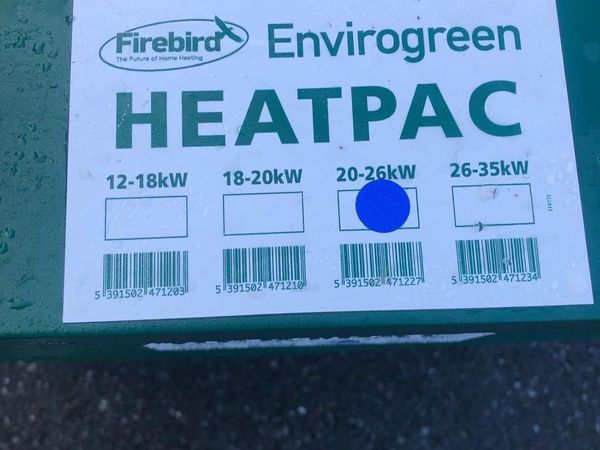 Firebird
The Future of Home Heating
Envirogreen
HEATPAC
12-18kW 18-20kW 20-26kW 26-35kW
114771
5 391502 471203 5 391502 471210 5 391502 471227 5 391502 471234